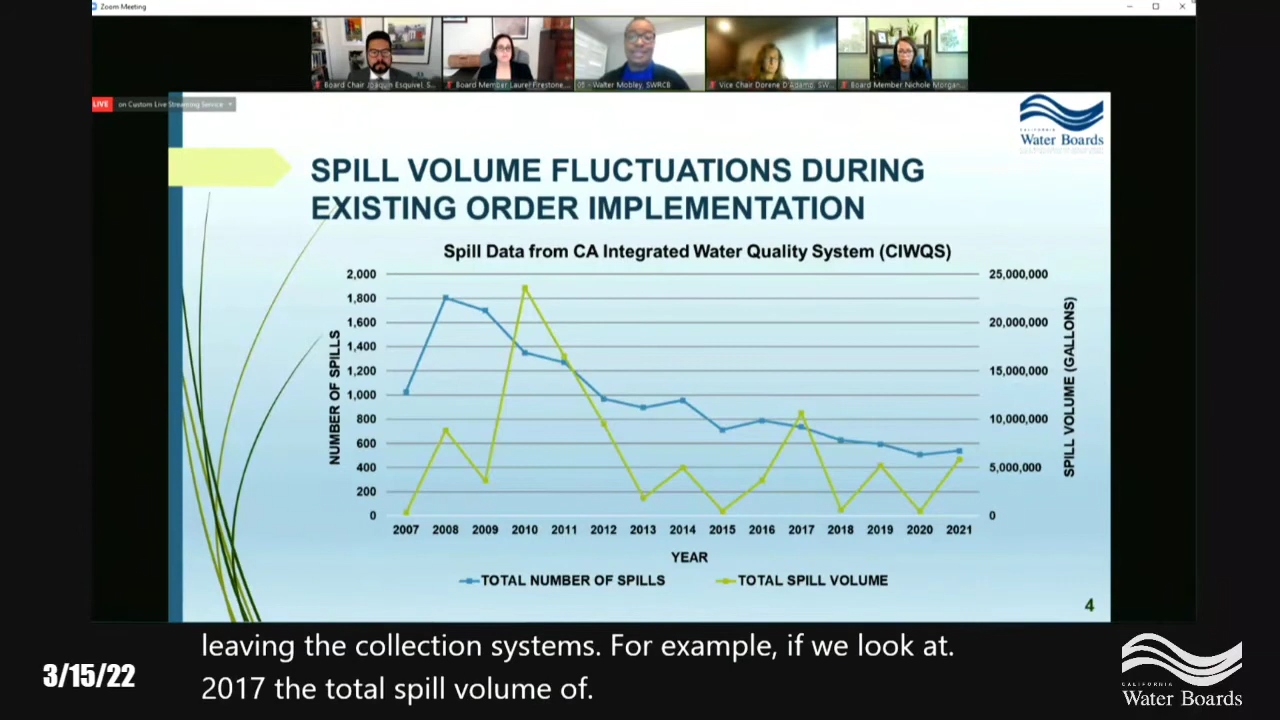 Zoom Meeting
Board Chair Joaquin Esquivel, S...
Board Member Laurel Firestone...
05 - Walter Mobley, SWRCB
Vice Chair Dorene D'Adamo, SW...
Board Member Nichole Morgan...
LIVE on Custom Live Streaming Service
CALIFORNIA
Water Boards
SPILL VOLUME FLUCTUATIONS DURING
EXISTING ORDER IMPLEMENTATION
Spill Data from CA Integrated Water Quality System (CIWQS)
2,000 25,000,000
1,800
1,600 20,000,000
1,400
1,200 15,000,000
1,000
800 10,000,000
600
400 5,000,000
200
0 0
NUMBER OF SPILLS
SPILL VOLUME (GALLONS)
2007 2008 2009 2010 2011 2012 2013 2014 2015 2016 2017 2018 2019 2020 2021
YEAR
TOTAL NUMBER OF SPILLS TOTAL SPILL VOLUME
4
leaving the collection systems. For example, if we look at.
2017 the total spill volume of.
3/15/22
CALIFORNIA
Water Boards